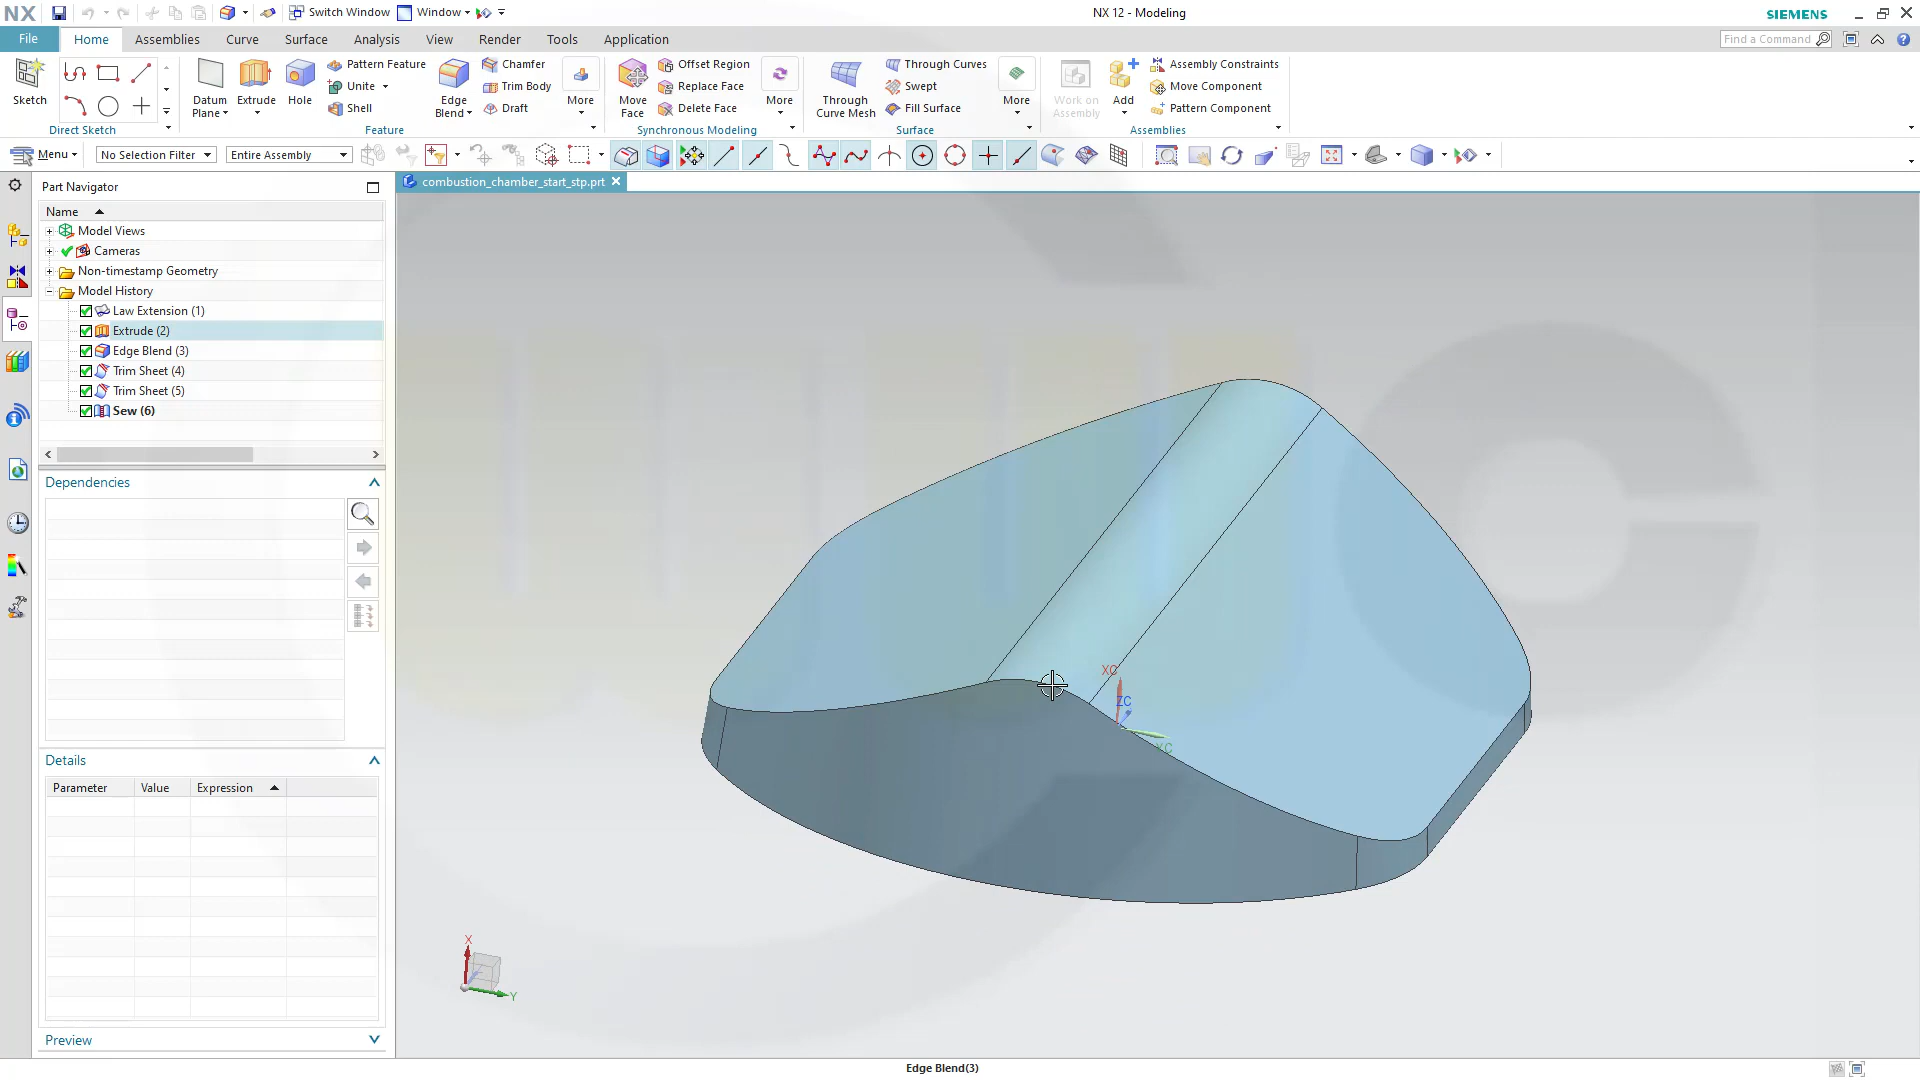 NX
Switch Window
Window
NX 12 - Modeling
SIEMENS
File
Home
Assemblies
Curve
Surface
Analysis
View
Render
Tools
Application
Find a Command
Sketch
Direct Sketch
Datum
Plane
Extrude
Hole
Pattern Feature
Unite
Shell
Edge
Blend
Chamfer
Trim Body
Draft
More
Feature
Move
Face
Offset Region
Replace Face
Delete Face
More
Synchronous Modeling
Through
Curve Mesh
Through Curves
Swept
Fill Surface
More
Surface
Work on
Assembly
Add
Assembly Constraints
Move Component
Pattern Component
Assemblies
Menu
No Selection Filter
Entire Assembly
Part Navigator
combustion_chamber_start_stp.prt
Name
Model Views
Cameras
Non-timestamp Geometry
Model History
Law Extension (1)
Extrude (2)
Edge Blend (3)
Trim Sheet (4)
Trim Sheet (5)
Sew (6)
Dependencies
Details
Parameter
Value
Expression
Preview
XC
ZC
YC
X
Y
Edge Blend(3)